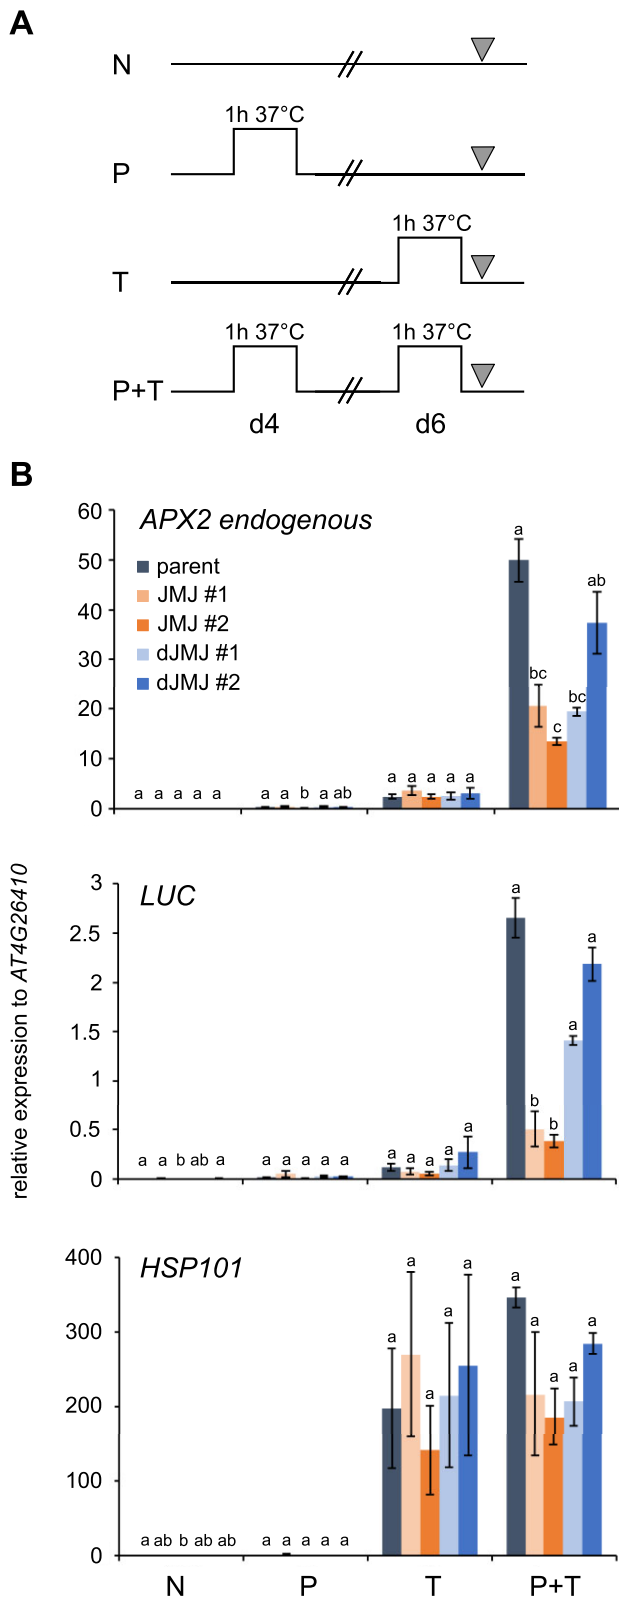 A
N
1h 37°C
P
1h 37°C
T
1h 37°C 1h 37°C
P+T
d4 d6
B
relative expression to AT4G26410
APX2 endogenous
parent
JMJ #1
JMJ #2
dJMJ #1
dJMJ #2
60
50
40
30
20
10
0
a a a a a
a a b a ab
a a a a a
a bc c bc ab
LUC
3
2.5
2
1.5
1
0.5
0
a a b ab a
a a a a a
a a a a a
a b b a a
HSP101
400
300
200
100
0
a ab b ab ab
a a a a a
a a a a a
a a a a a
N P T P+T